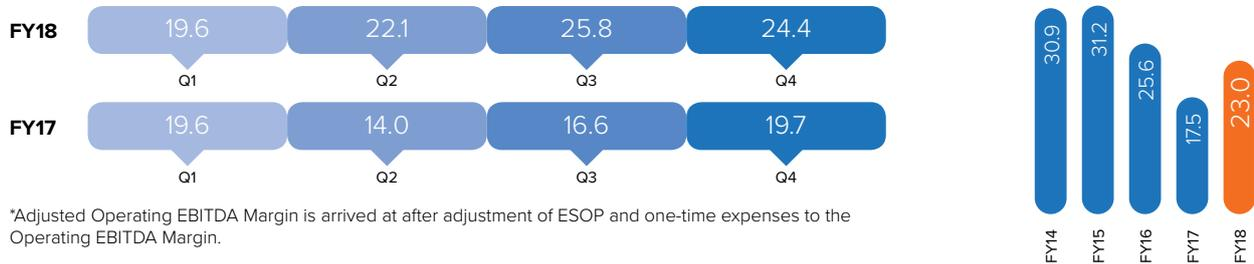 FY18
19.6 22.1 25.8 24.4
Q1 Q2 Q3 Q4
FY17
19.6 14.0 16.6 19.7
Q1 Q2 Q3 Q4
*Adjusted Operating EBITDA Margin is arrived at after adjustment of ESOP and one-time expenses to the
Operating EBITDA Margin.
30.9 31.2 25.6 17.5 23.0
FY14 FY15 FY16 FY17 FY18